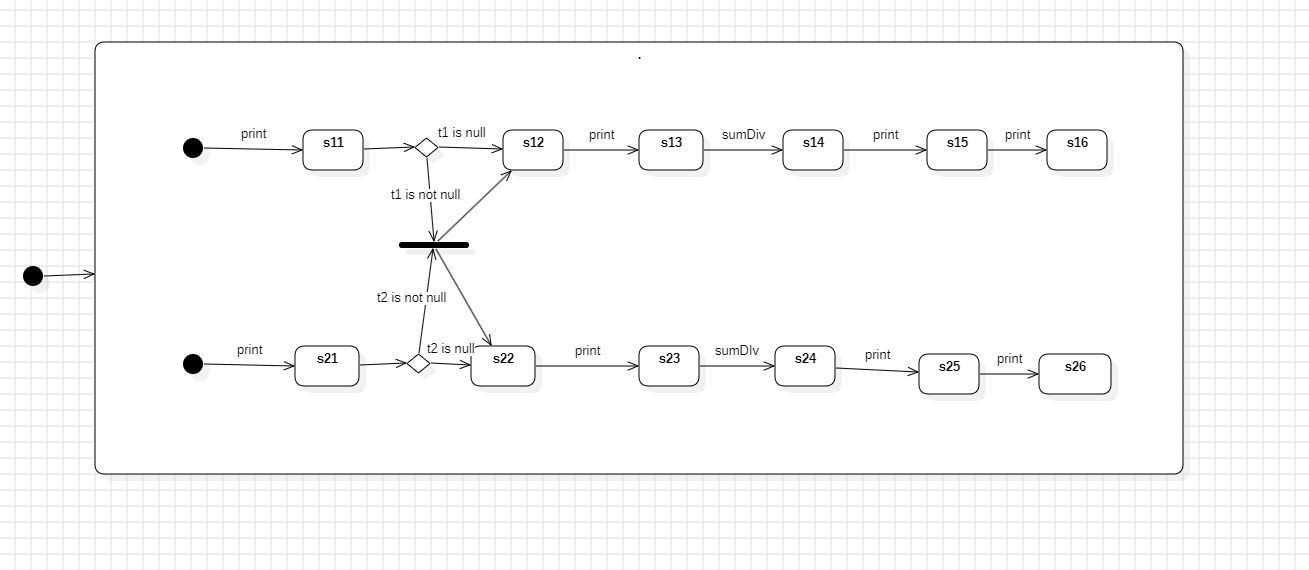 .
print
s11
t1 is null
s12
print
s13
sumDiv
s14
print
s15
print
s16
t1 is not null
t2 is not null
print
s21
t2 is null
s22
print
s23
sumDIv
s24
print
s25
print
s26